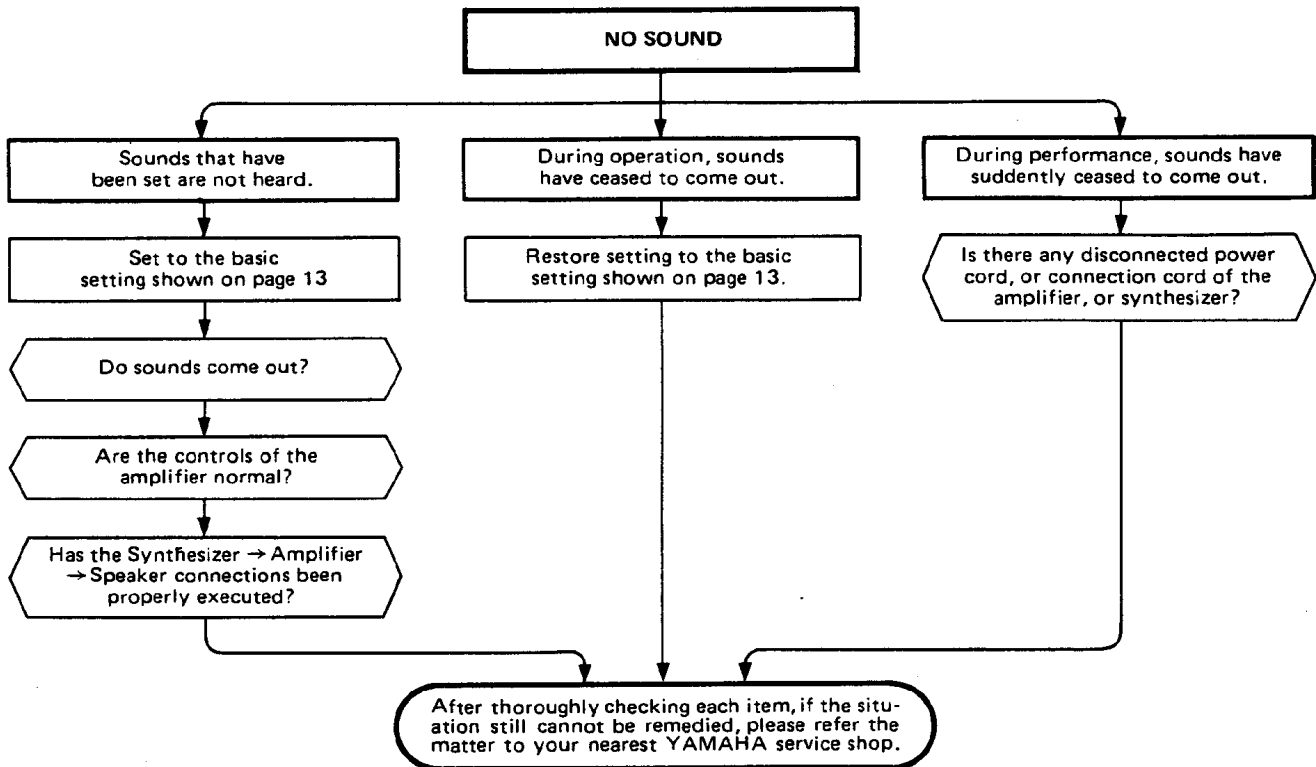 NO SOUND
Sounds that have
been set are not heard.
During operation, sounds
have ceased to come out.
During performance, sounds have
suddenly ceased to come out.
Set to the basic
setting shown on page 13
Restore setting to the basic
setting shown on page 13.
Is there any disconnected power
cord, or connection cord of the
amplifier, or synthesizer?
Do sounds come out?
Are the controls of the
amplifier normal?
Has the Synthesizer → Amplifier
→ Speaker connections been
properly executed?
After thoroughly checking each item, if the situ-
ation still cannot be remedied, please refer the
matter to your nearest YAMAHA service shop.